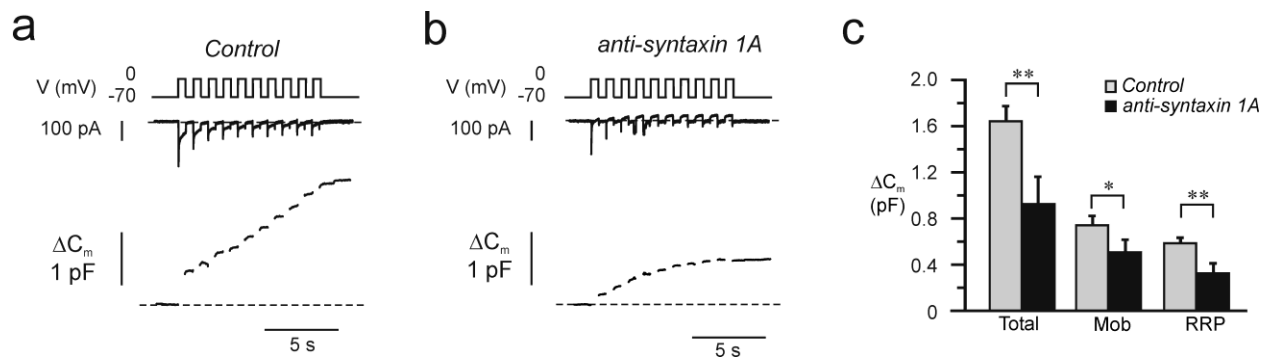 a
Control
V (mV)
0
-70
100 pA
ΔCm
1 pF
5 s
b
anti-syntaxin 1A
V (mV)
0
-70
100 pA
ΔCm
1 pF
5 s
c
2.0
1.6
1.2
0.8
0.4
0
ΔCm
(pF)
Control
anti-syntaxin 1A
**
*
**
Total
Mob
RRP